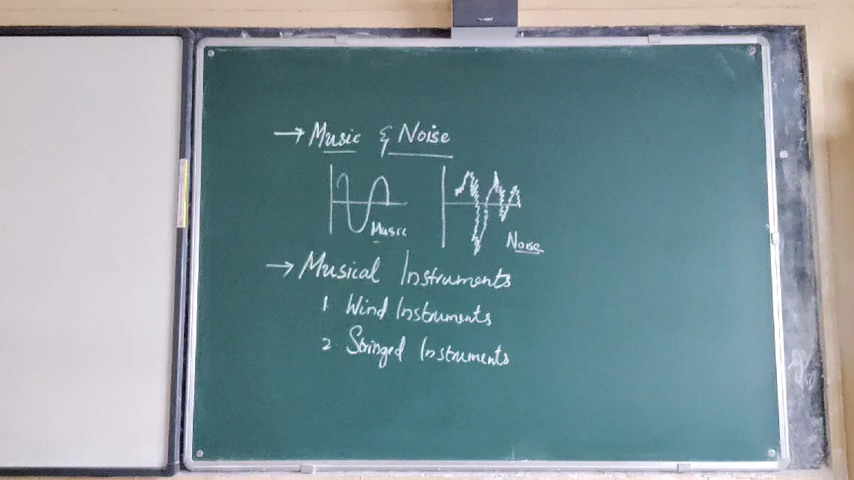 → Music & Noise
Music
Noise
→ Musical Instruments
1. Wind Instruments
2. Stringed Instruments